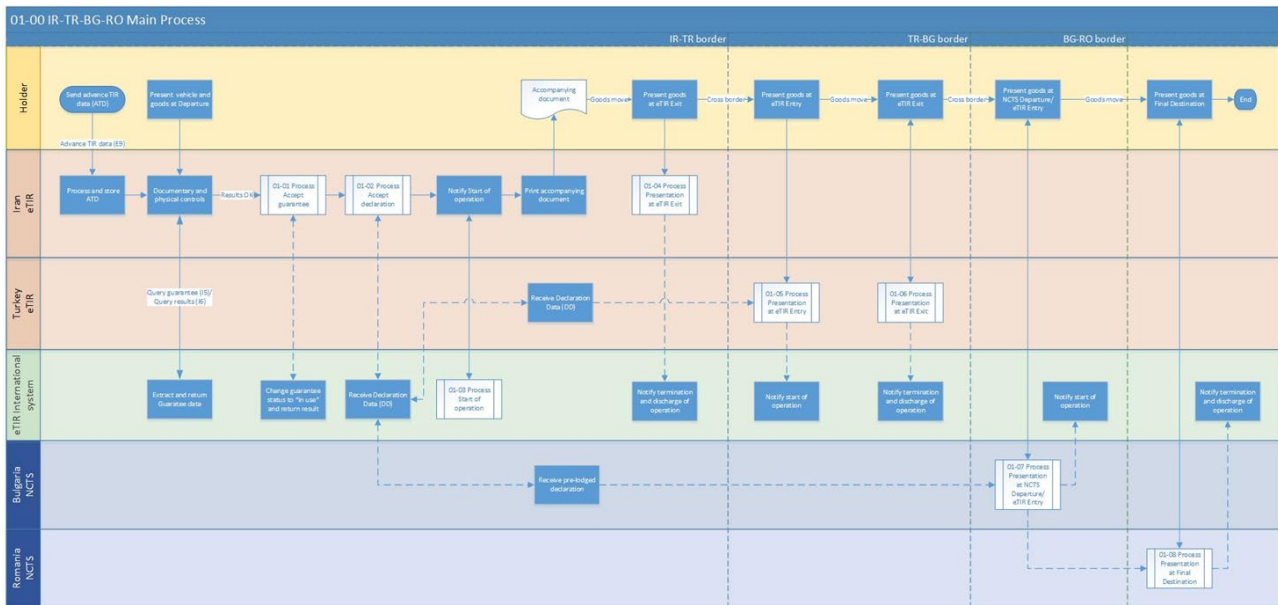 01-00 IR-TR-BG-RO Main Process
IR-TR border
TR-BG border
BG-RO border
Holder
Send advance TIR
data (ATD)
Present vehicle and
goods at Departure
Accompanying
document
Goods move
Present goods
at eTIR Exit
Cross border
Present goods at
eTIR Entry
Goods move
Present goods
at eTIR Exit
Cross border
Present goods at
NCTS Departure/
eTIR Entry
Goods move
Present goods at
Final Destination
End
Advance TIR data (E9)
Iran
eTIR
Process and store
ATD
Documentary and
physical controls
Results OK
01-01 Process
Accept
guarantee
01-02 Process
Accept
declaration
Notify Start of
operation
Print accompanying
document
01-04 Process
Presentation
at eTIR Exit
Turkey
eTIR
Query guarantee (I5)/
Query results (I6)
Receive Declaration
Data (DD)
01-05 Process
Presentation
at eTIR Entry
01-06 Process
Presentation
at eTIR Exit
eTIR International
system
Extract and return
Guaratee data
Change guarantee
status to "in use"
and return result
Receive Declaration
Data (DD)
01-03 Process
Start of
operation
Notify termination
and discharge of
operation
Notify start of
operation
Notify termination
and discharge of
operation
Notify start of
operation
Notify termination
and discharge of
operation
Bulgaria
NCTS
Receive pre-lodged
declaration
01-07 Process
Presentation
at NCTS
Departure/
eTIR Entry
Romania
NCTS
01-08 Process
Presentation
at Final
Destination